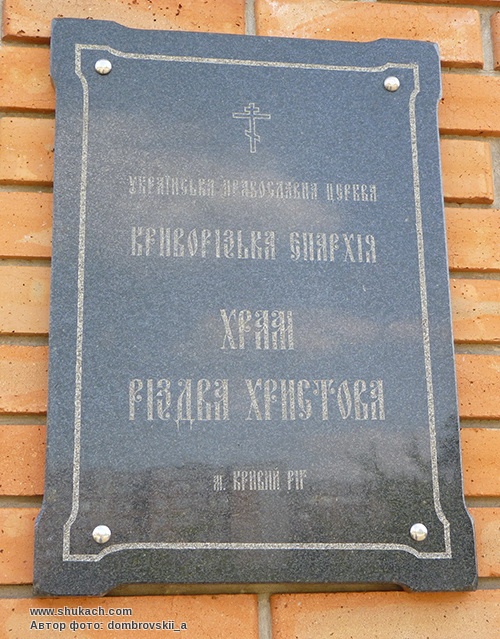 УКРАЇНСЬКА ПРАВОСЛАВНА ЦЕРКВА
КРИВОРІЗЬКА ЄПАРХІЯ
ХРАМ
РІЗДВА ХРИСТОВА
м. КРИВИЙ РІГ
www.shukach.com
Автор фото: dombrovskii_a